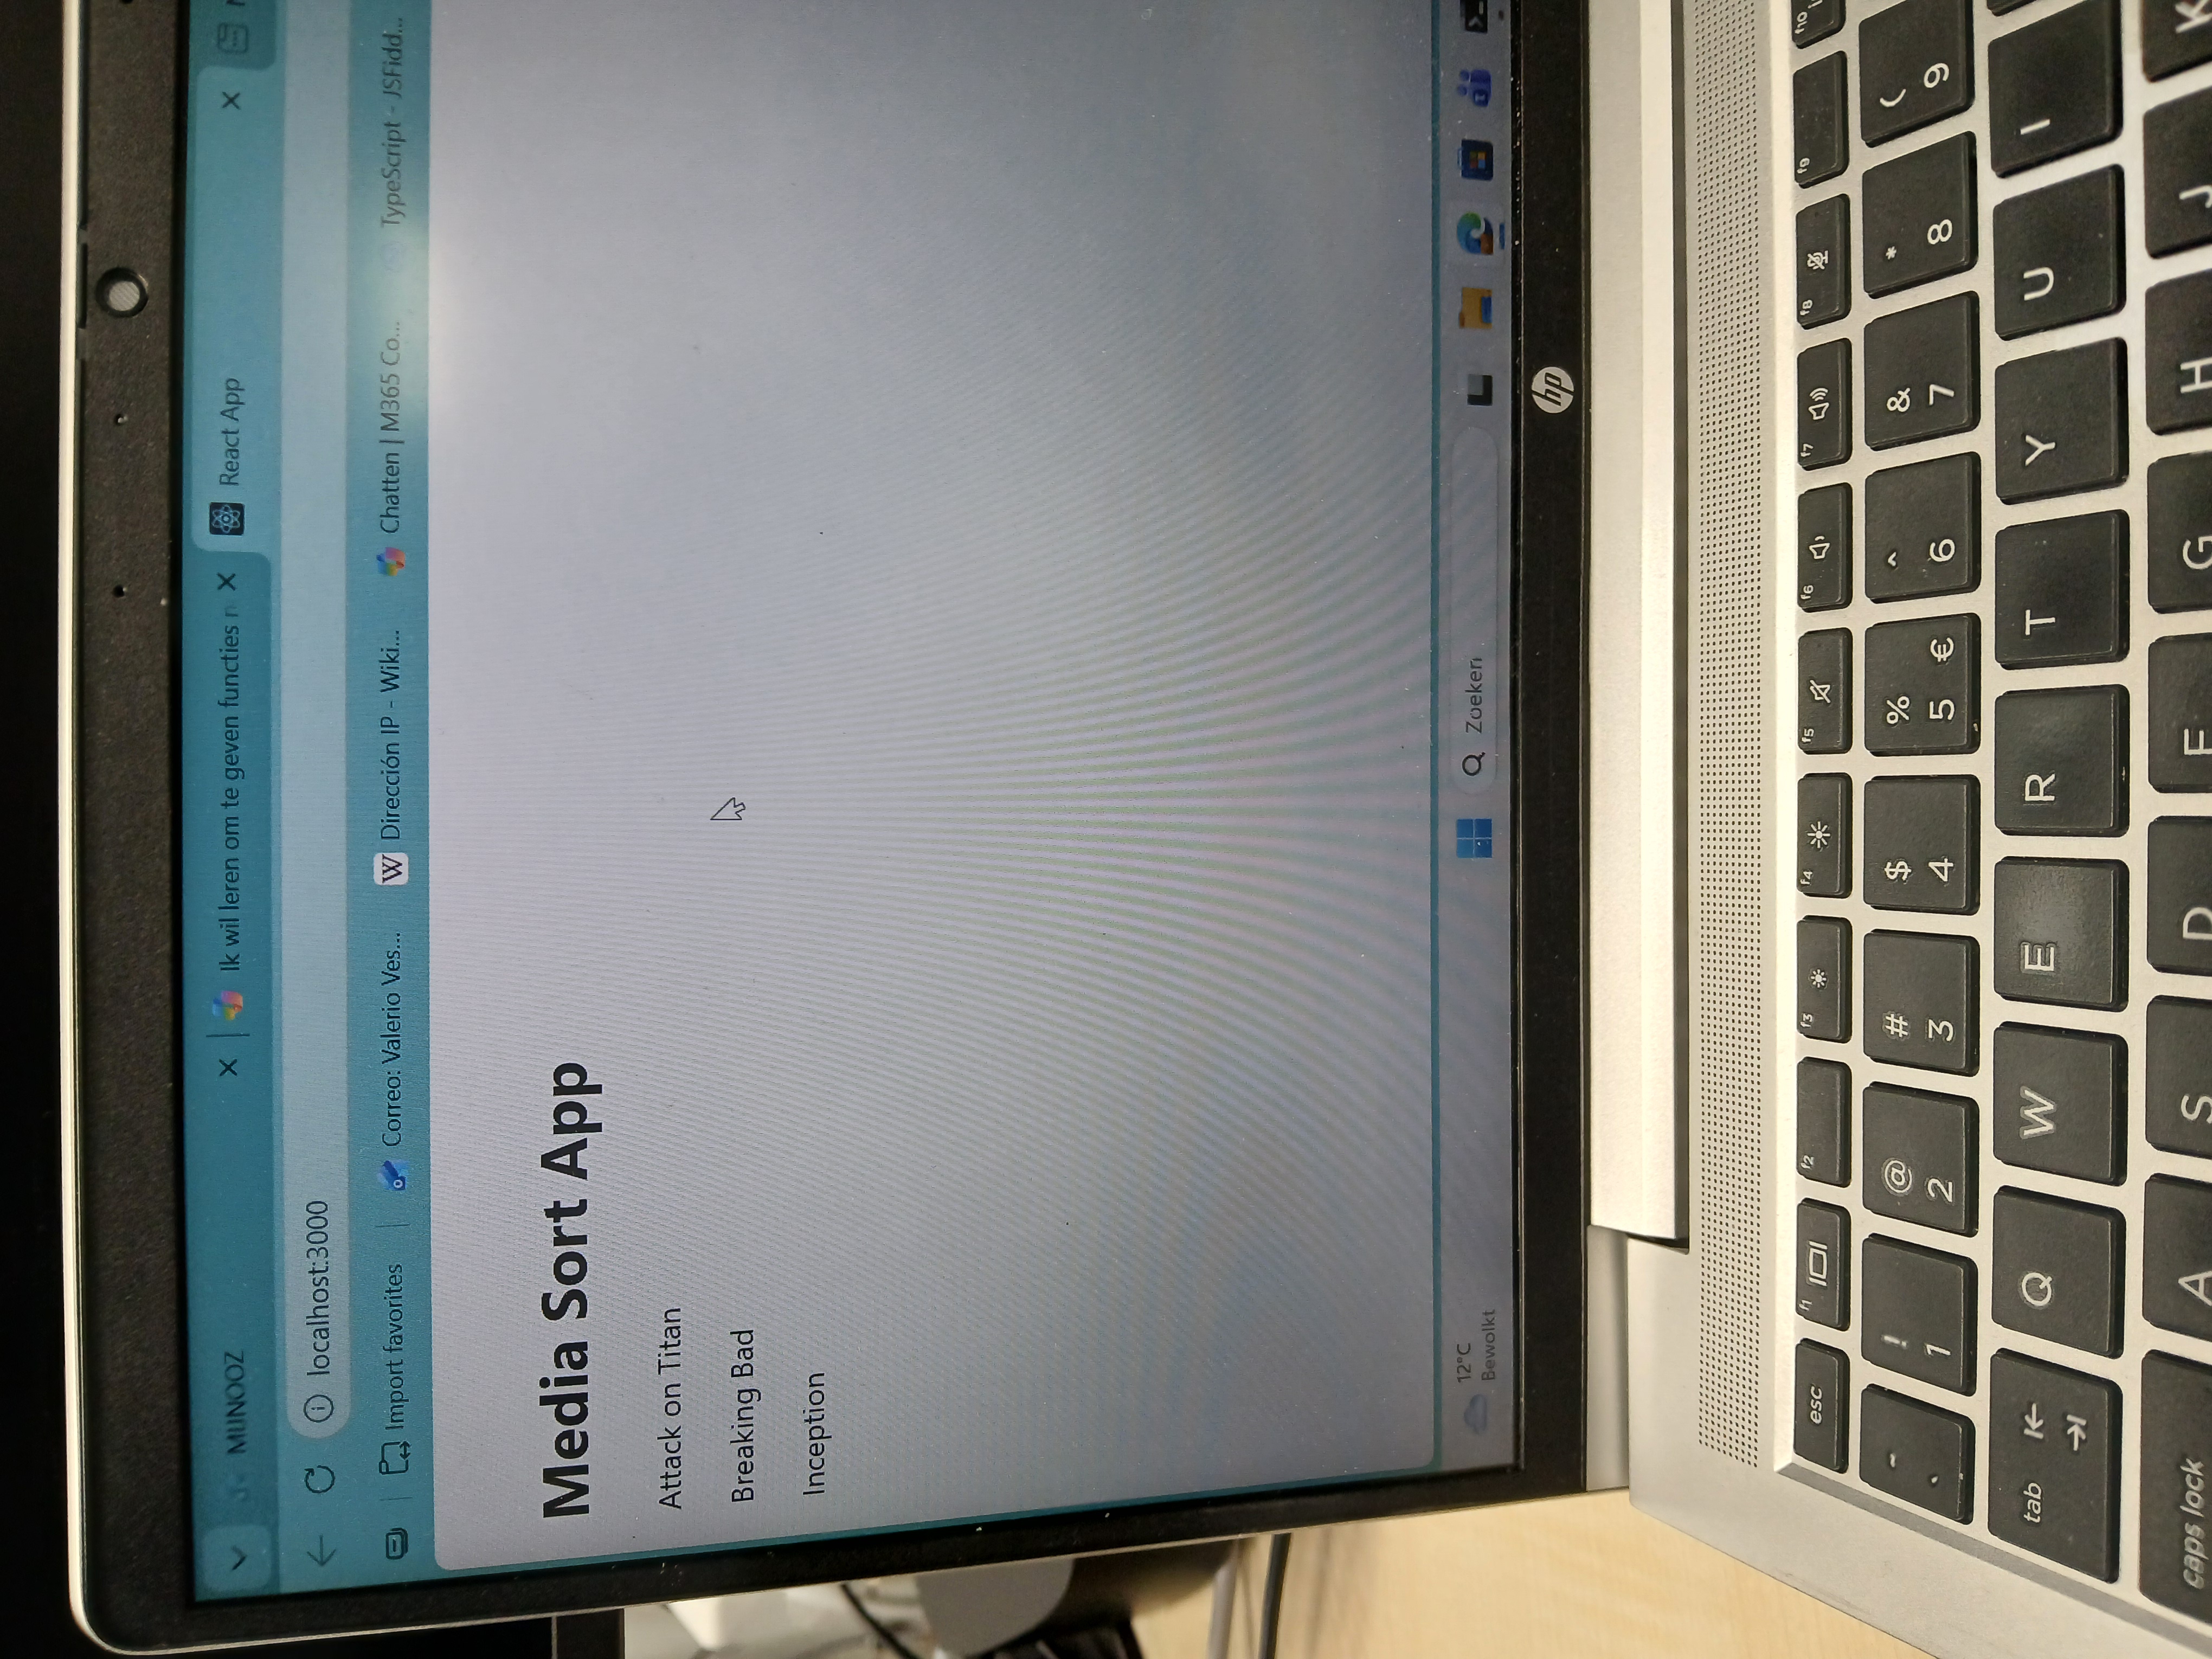 MIJNOOZ
Ik wil leren om te geven functies
React App
localhost:3000
Import favorites
Correo: Valerio Ves...
W Dirección IP - Wiki...
Chatten | M365 Co...
TypeScript - JSFidd...
Media Sort App
Attack on Titan
Breaking Bad
Inception
12°C
Bewolkt
Zoeken
hp
esc f1 f2 f3 f4 f5 f6 f7 f8 f9 f10
~ ! @ # $ % ^ & * (
` 1 2 3 4 5 € 6 7 8 9
tab Q W E R T Y U I
caps lock A S D F G H J K